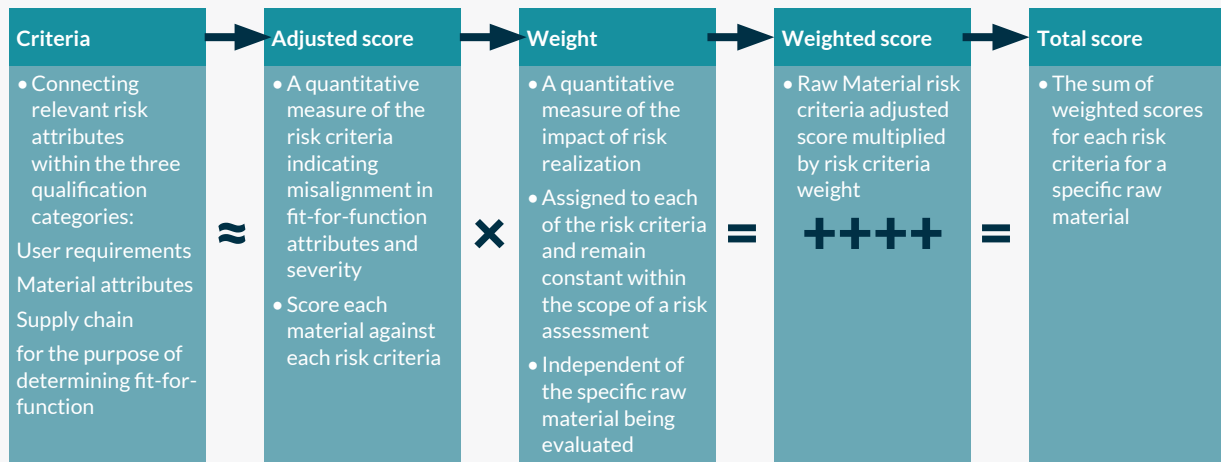 Criteria
• Connecting
relevant risk
attributes
within the three
qualification
categories:
User requirements
Material attributes
Supply chain
for the purpose of
determining fit-for-
function
≈
Adjusted score
• A quantitative
measure of the
risk criteria
indicating
misalignment in
fit-for-function
attributes and
severity
• Score each
material against
each risk criteria
×
Weight
• A quantitative
measure of the
impact of risk
realization
• Assigned to each
of the risk criteria
and remain
constant within
the scope of a risk
assessment
• Independent of
the specific raw
material being
evaluated
=
Weighted score
• Raw Material risk
criteria adjusted
score multiplied
by risk criteria
weight
++++
=
Total score
• The sum of
weighted scores
for each risk
criteria for a
specific raw
material